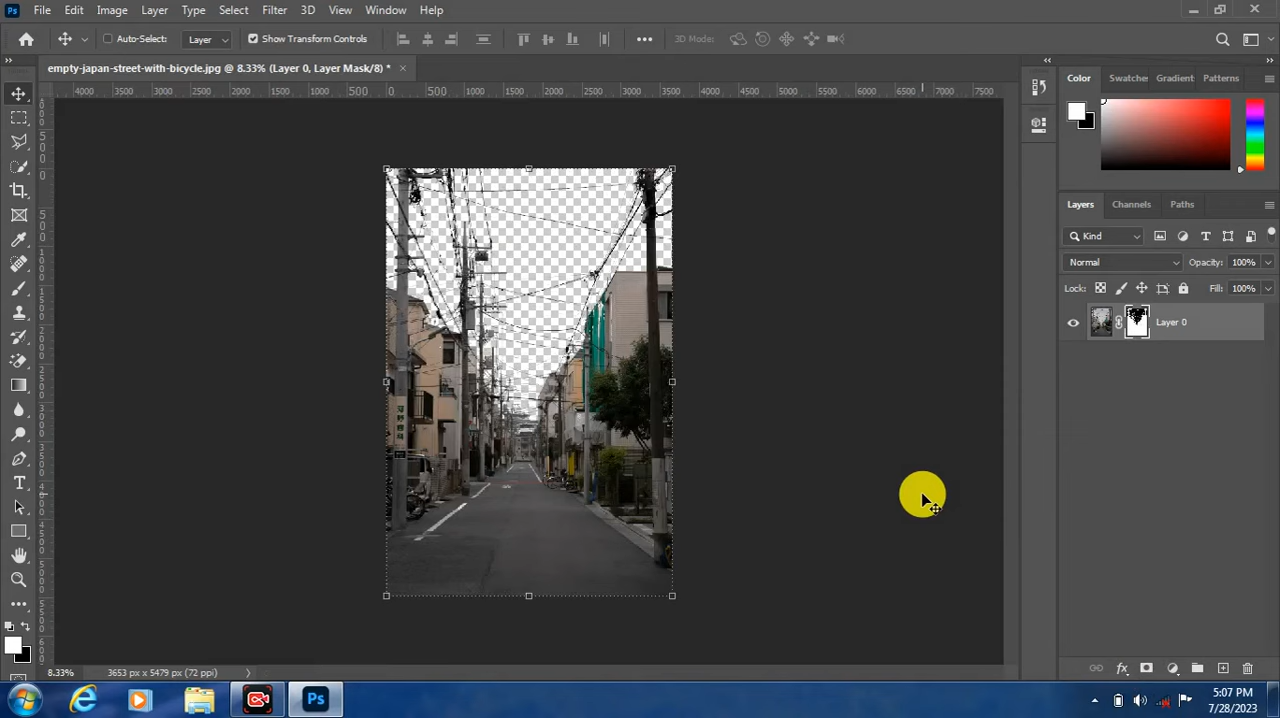 Ps File Edit Image Layer Type Select Filter 3D View Window Help
Auto-Select: Layer Show Transform Controls 3D Mode:
empty-japan-street-with-bicycle.jpg @ 8.33% (Layer 0, Layer Mask/8) *
4000 3500 3000 2500 2000 1500 1000 500 0 500 1000 1500 2000 2500 3000 3500 4000 4500 5000 5500 6000 6500 7000 7500
Color Swatches Gradient Patterns
Layers Channels Paths
Kind
Normal Opacity: 100%
Lock: Fill: 100%
Layer 0
8.33% 3653 px x 5479 px (72 ppi)
Ps
5:07 PM
7/28/2023